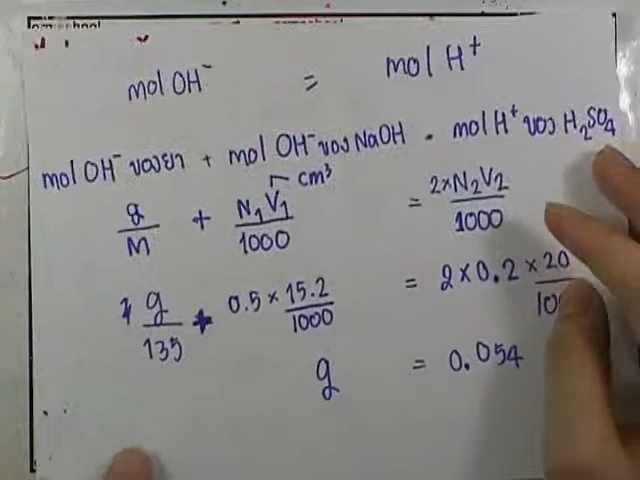 mol OH⁻ = mol H⁺
mol OH⁻ ของยา + mol OH⁻ ของ NaOH = mol H⁺ ของ H₂SO₄
g/M + N₁V₁/1000 = 2×N₂V₂/1000
cm³
g/135 + 0.5 × 15.2/1000 = 2 × 0.2 × 20/10
g = 0.054